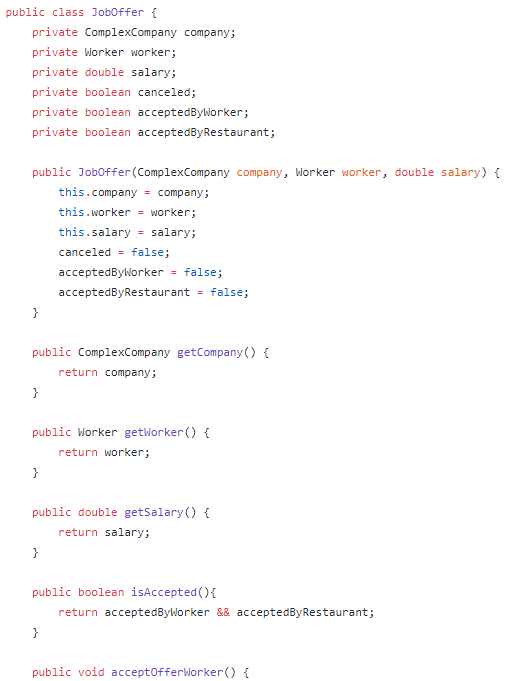 public class JobOffer {
    private ComplexCompany company;
    private Worker worker;
    private double salary;
    private boolean canceled;
    private boolean acceptedByWorker;
    private boolean acceptedByRestaurant;

    public JobOffer(ComplexCompany company, Worker worker, double salary) {
        this.company = company;
        this.worker = worker;
        this.salary = salary;
        canceled = false;
        acceptedByWorker = false;
        acceptedByRestaurant = false;
    }

    public ComplexCompany getCompany() {
        return company;
    }

    public Worker getWorker() {
        return worker;
    }

    public double getSalary() {
        return salary;
    }

    public boolean isAccepted(){
        return acceptedByWorker && acceptedByRestaurant;
    }

    public void acceptOfferWorker() {